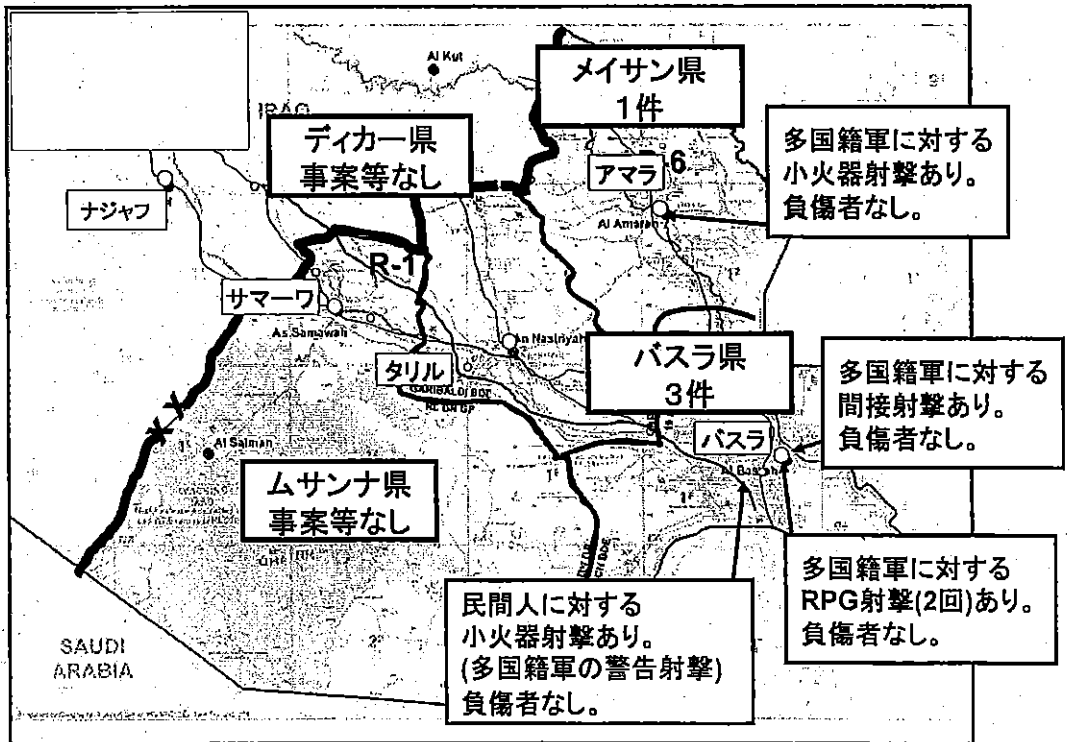 Al Kut
メイサン県
1件
IRAQ
ディカール県
事案等なし
多国籍軍に対する
小火器射撃あり。
負傷者なし。
アマラ
6
Al Amarah
ナジャフ
R-1
サマーワ
As Samawah
An Nasiriyah
タリル
バスラ県
3件
多国籍軍に対する
間接射撃あり。
負傷者なし。
バスラ
Al Basrah
Al Salman
ムサンナ県
事案等なし
多国籍軍に対する
RPG射撃(2回)あり。
負傷者なし。
民間人に対する
小火器射撃あり。
(多国籍軍の警告射撃)
負傷者なし。
SAUDI
ARABIA